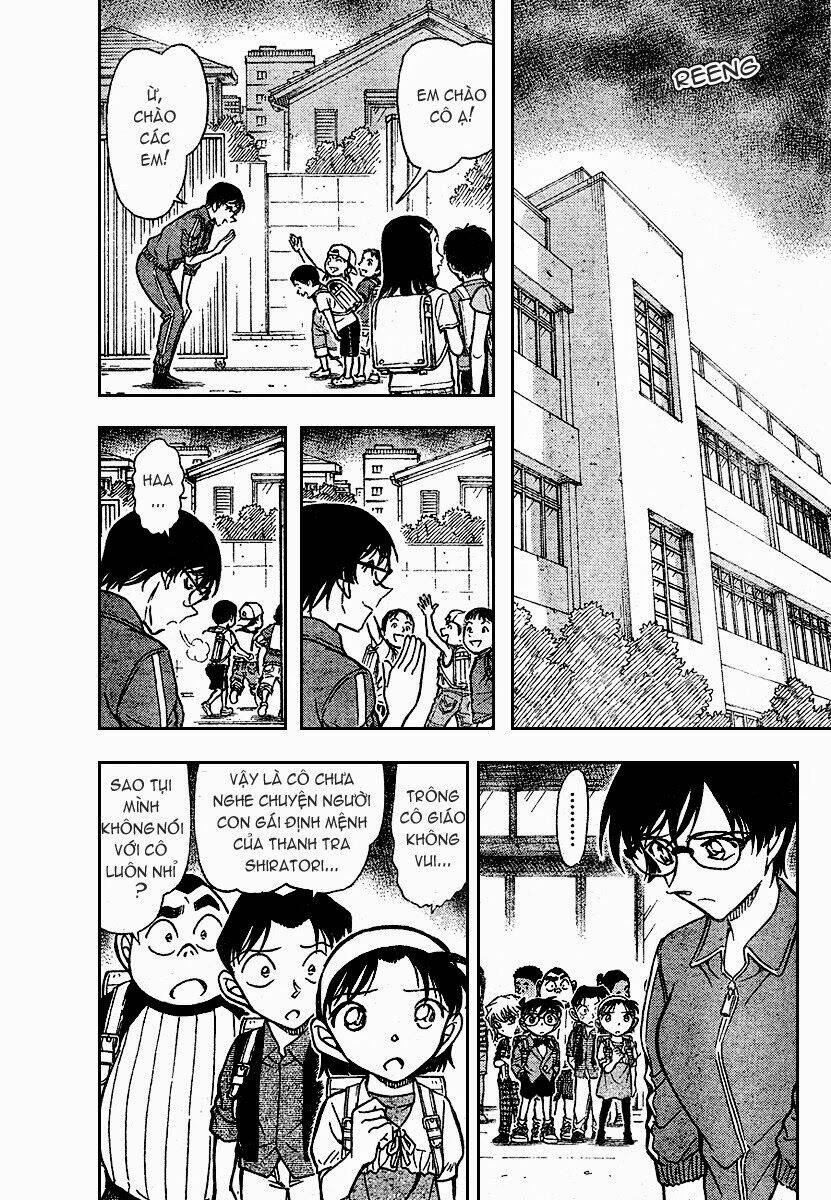 REENG
EM CHÀO
CÔ Ạ!
Ừ,
CHÀO
CÁC
EM!
HAA
...
.......
TRÔNG
CÔ GIÁO
KHÔNG
VUI...
VẬY LÀ CÔ CHƯA
NGHE CHUYỆN NGƯỜI
CON GÁI ĐỊNH MỆNH
CỦA THANH TRA
SHIRATORI...
SAO TỤI
MÌNH
KHÔNG NÓI
VỚI CÔ
LUÔN NHỈ
?